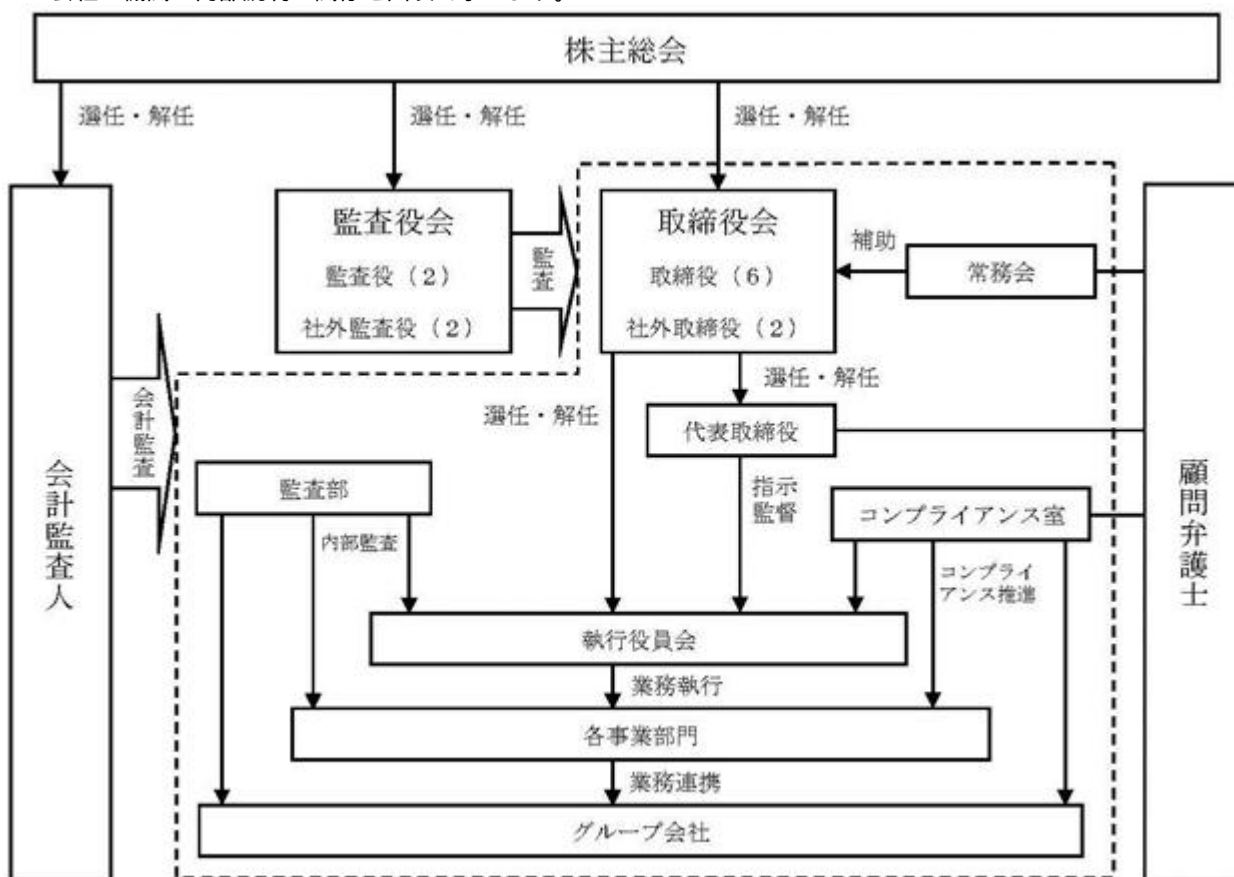 株主総会
選任・解任
選任・解任
選任・解任
監査役会
監査役(2)
社外監査役(2)
監査
取締役会
取締役(6)
社外取締役(2)
補助
常務会
選任・解任
選任・解任
代表取締役
会計監査
会計監査人
監査部
内部監査
指示
監督
コンプライアンス室
コンプライ
アンス推進
顧問弁護士
執行役員会
業務執行
各事業部門
業務連携
グループ会社